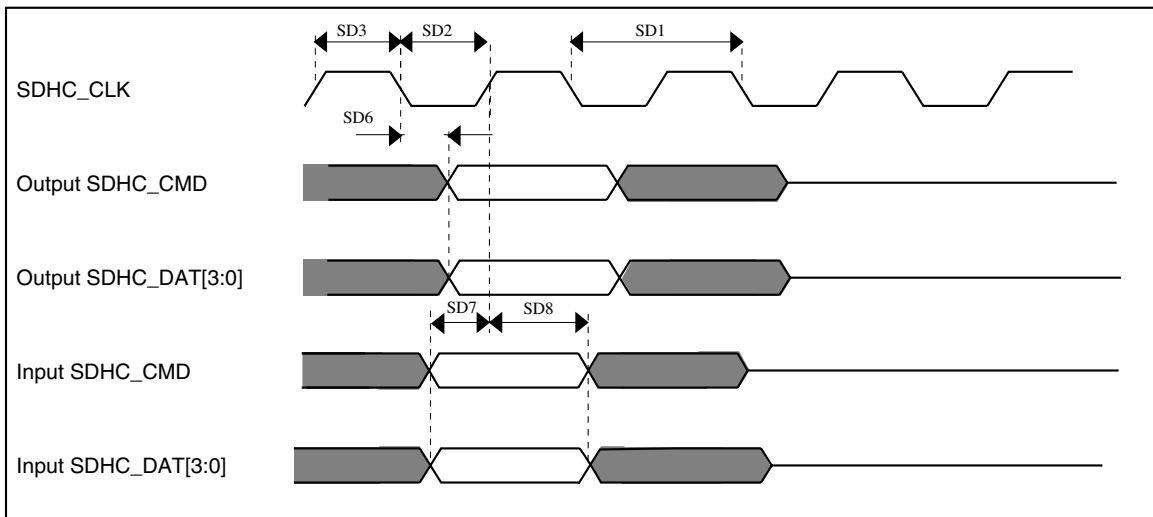 SD3 SD2 SD1
SDHC_CLK
SD6
Output SDHC_CMD
Output SDHC_DAT[3:0]
SD7 SD8
Input SDHC_CMD
Input SDHC_DAT[3:0]